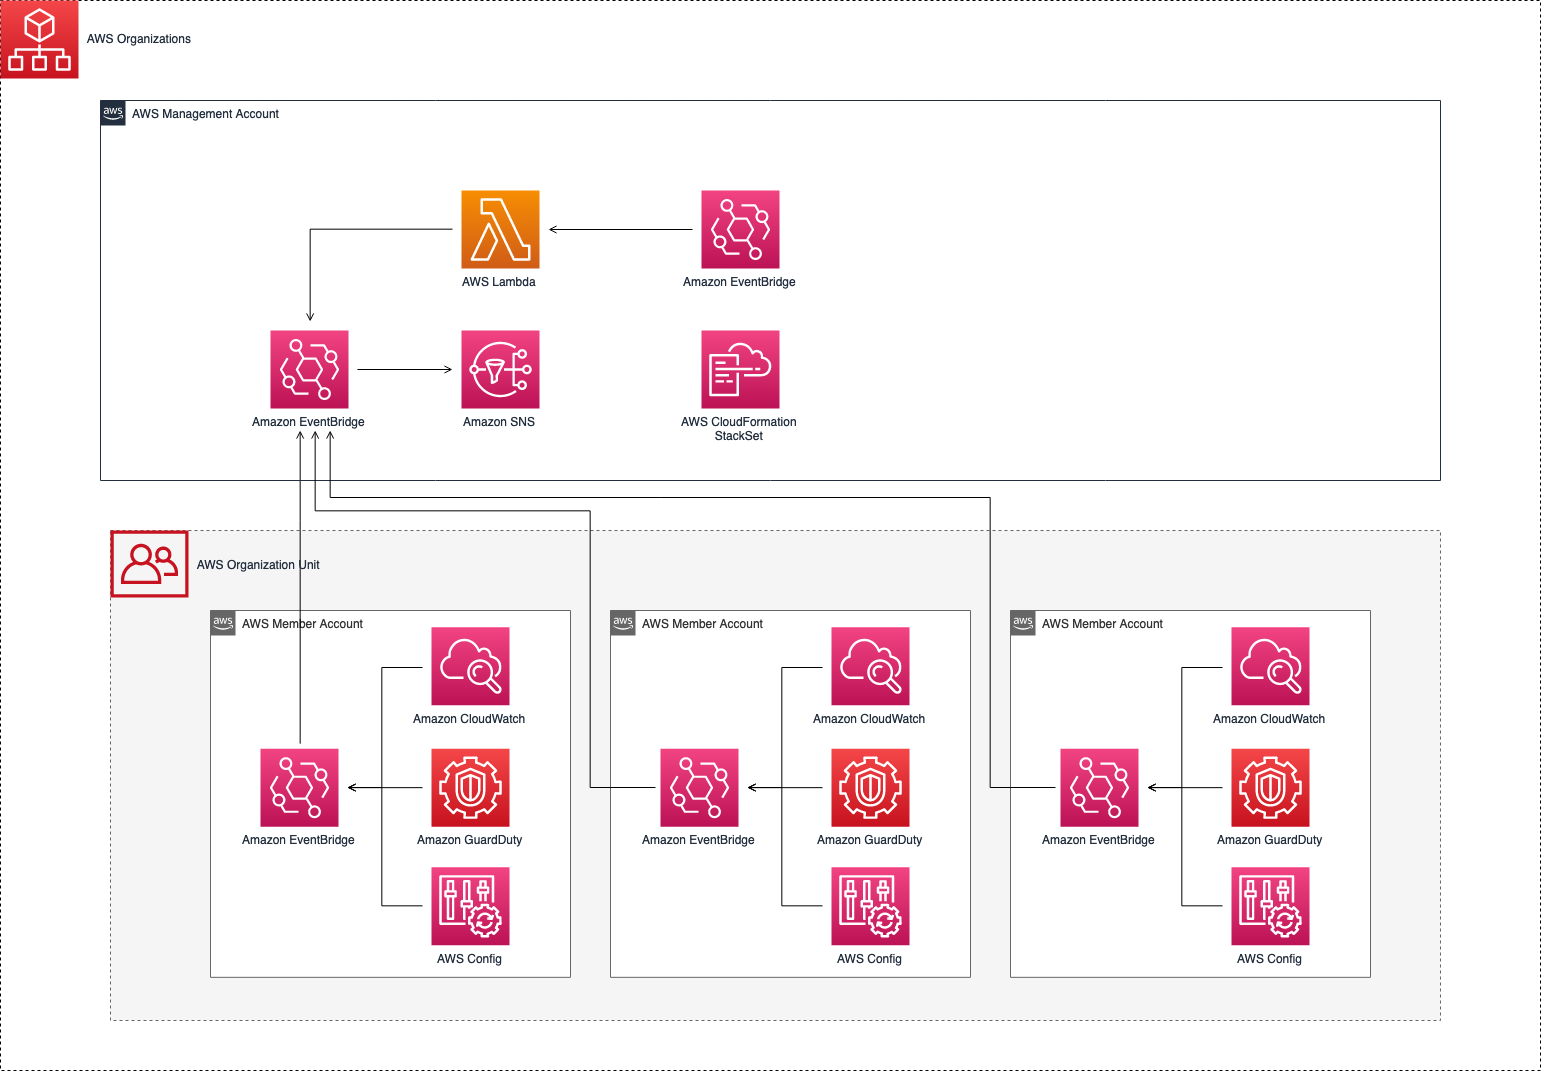 AWS Organizations
aws
AWS Management Account
AWS Lambda
Amazon EventBridge
Amazon EventBridge
Amazon SNS
AWS CloudFormation
StackSet
AWS Organization Unit
aws
AWS Member Account
aws
AWS Member Account
aws
AWS Member Account
Amazon CloudWatch
Amazon CloudWatch
Amazon CloudWatch
Amazon EventBridge
Amazon GuardDuty
Amazon EventBridge
Amazon GuardDuty
Amazon EventBridge
Amazon GuardDuty
AWS Config
AWS Config
AWS Config